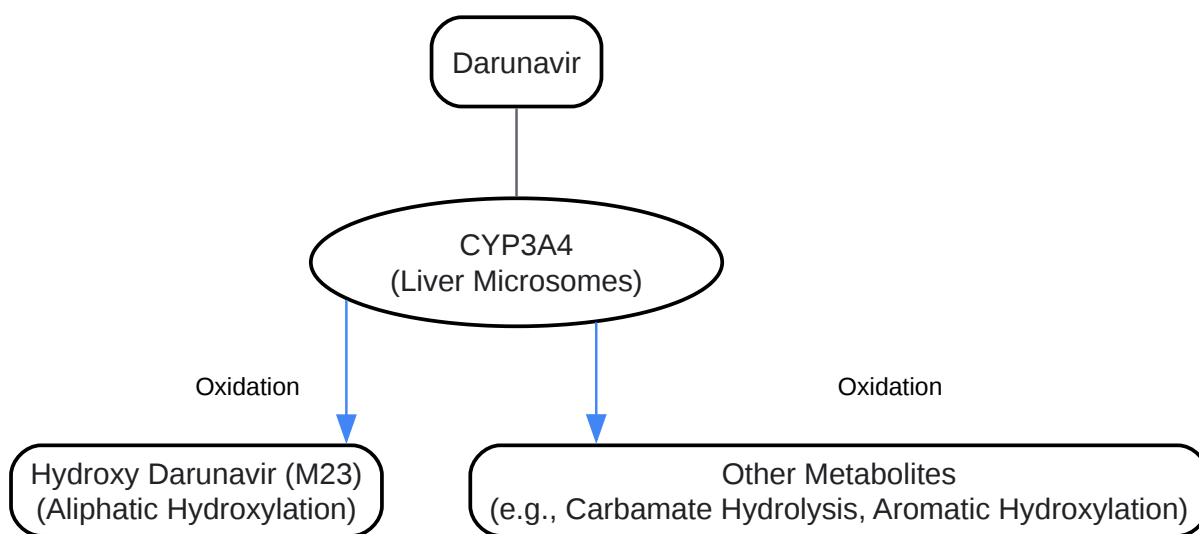 Darunavir
CYP3A4
(Liver Microsomes)
Oxidation
Oxidation
Hydroxy Darunavir (M23)
(Aliphatic Hydroxylation)
Other Metabolites
(e.g., Carbamate Hydrolysis, Aromatic Hydroxylation)